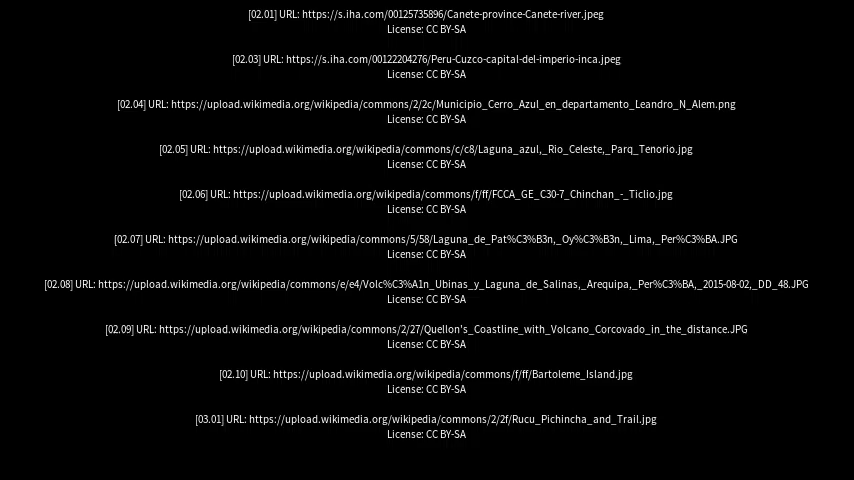 [02.01] URL: https://s.iha.com/00125735896/Canete-province-Canete-river.jpeg
License: CC BY-SA
[02.03] URL: https://s.iha.com/00122204276/Peru-Cuzco-capital-del-imperio-inca.jpeg
License: CC BY-SA
[02.04] URL: https://upload.wikimedia.org/wikipedia/commons/2/2c/Municipio_Cerro_Azul_en_departamento_Leandro_N_Alem.png
License: CC BY-SA
[02.05] URL: https://upload.wikimedia.org/wikipedia/commons/c/c8/Laguna_azul,_Rio_Celeste,_Parq_Tenorio.jpg
License: CC BY-SA
[02.06] URL: https://upload.wikimedia.org/wikipedia/commons/f/ff/FCCA_GE_C30-7_Chinchan_-_Ticlio.jpg
License: CC BY-SA
[02.07] URL: https://upload.wikimedia.org/wikipedia/commons/5/58/Laguna_de_Pat%C3%B3n,_Oy%C3%B3n,_Lima,_Per%C3%BA.JPG
License: CC BY-SA
[02.08] URL: https://upload.wikimedia.org/wikipedia/commons/e/e4/Volc%C3%A1n_Ubinas_y_Laguna_de_Salinas,_Arequipa,_Per%C3%BA,_2015-08-02,_DD_48.JPG
License: CC BY-SA
[02.09] URL: https://upload.wikimedia.org/wikipedia/commons/2/27/Quellon's_Coastline_with_Volcano_Corcovado_in_the_distance.JPG
License: CC BY-SA
[02.10] URL: https://upload.wikimedia.org/wikipedia/commons/f/ff/Bartoleme_Island.jpg
License: CC BY-SA
[03.01] URL: https://upload.wikimedia.org/wikipedia/commons/2/2f/Rucu_Pichincha_and_Trail.jpg
License: CC BY-SA